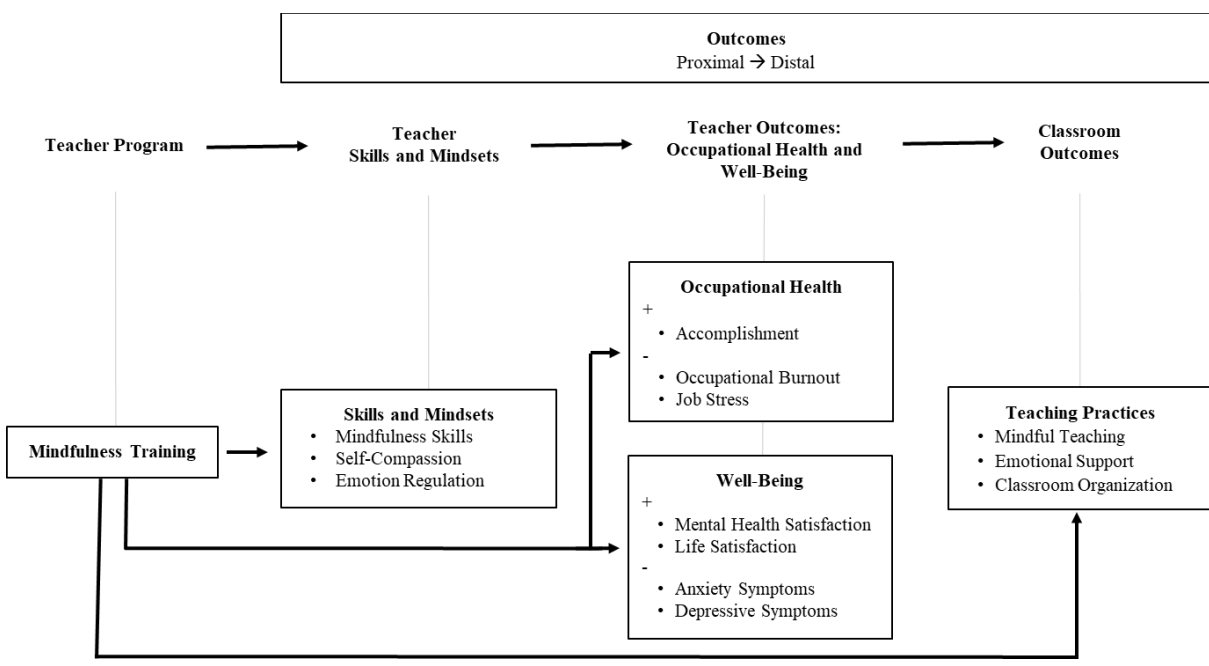 Outcomes
Proximal → Distal
Teacher Program
Teacher
Skills and Mindsets
Teacher Outcomes:
Occupational Health and
Well-Being
Classroom
Outcomes
Occupational Health
+
• Accomplishment
-
• Occupational Burnout
• Job Stress
Mindfulness Training
Skills and Mindsets
• Mindfulness Skills
• Self-Compassion
• Emotion Regulation
Well-Being
+
• Mental Health Satisfaction
• Life Satisfaction
-
• Anxiety Symptoms
• Depressive Symptoms
Teaching Practices
• Mindful Teaching
• Emotional Support
• Classroom Organization